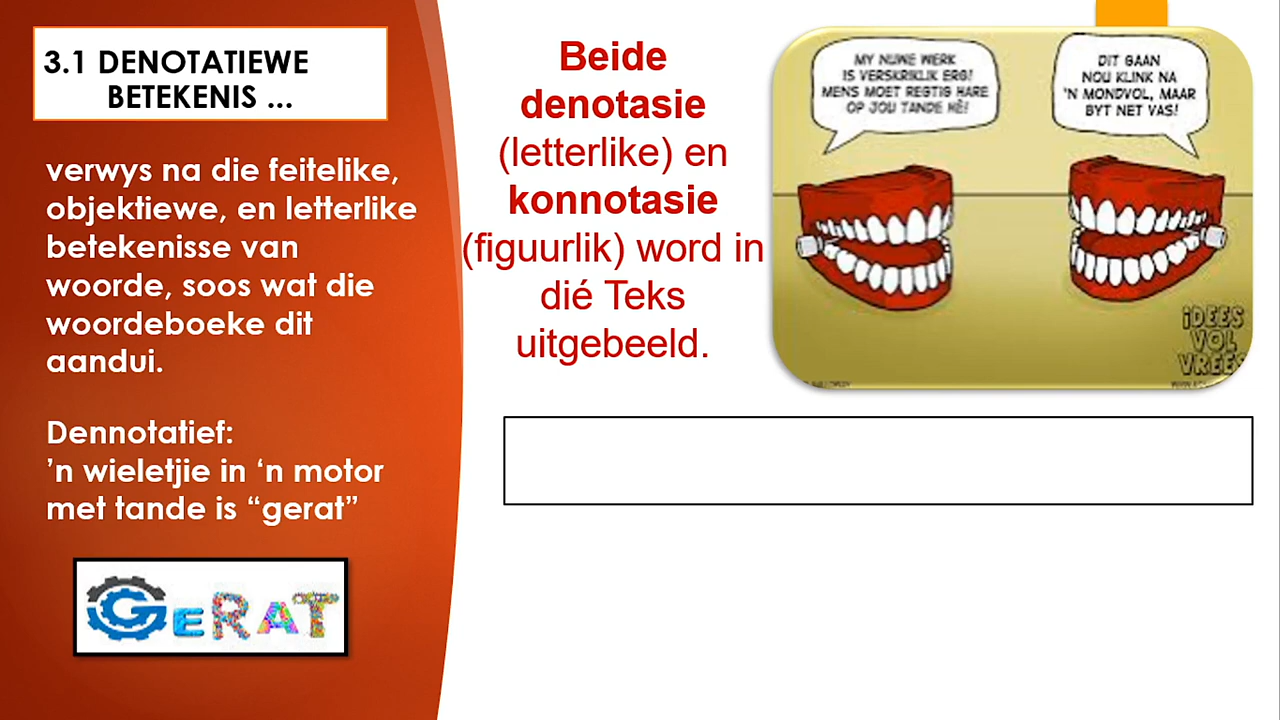 3.1 DENOTATIEWE
BETEKENIS ...
verwys na die feitelike,
objektiewe, en letterlike
betekenisse van
woorde, soos wat die
woordeboeke dit
aandui.
Dennotatief:
’n wieletjie in ‘n motor
met tande is “gerat”
GeRAT
Beide
denotasie
(letterlike) en
konnotasie
(figuurlik) word in
dié Teks
uitgebeeld.
MY NUWE WERK
IS VERSKRIKLIK ERG!
MENS MOET REGTIG HARE
OP JOU TANDE HÊ!
DIT GAAN
NOU KLINK NA
'N MONDVOL, MAAR
BYT NET VAS!
IDEES
VOL
VREES